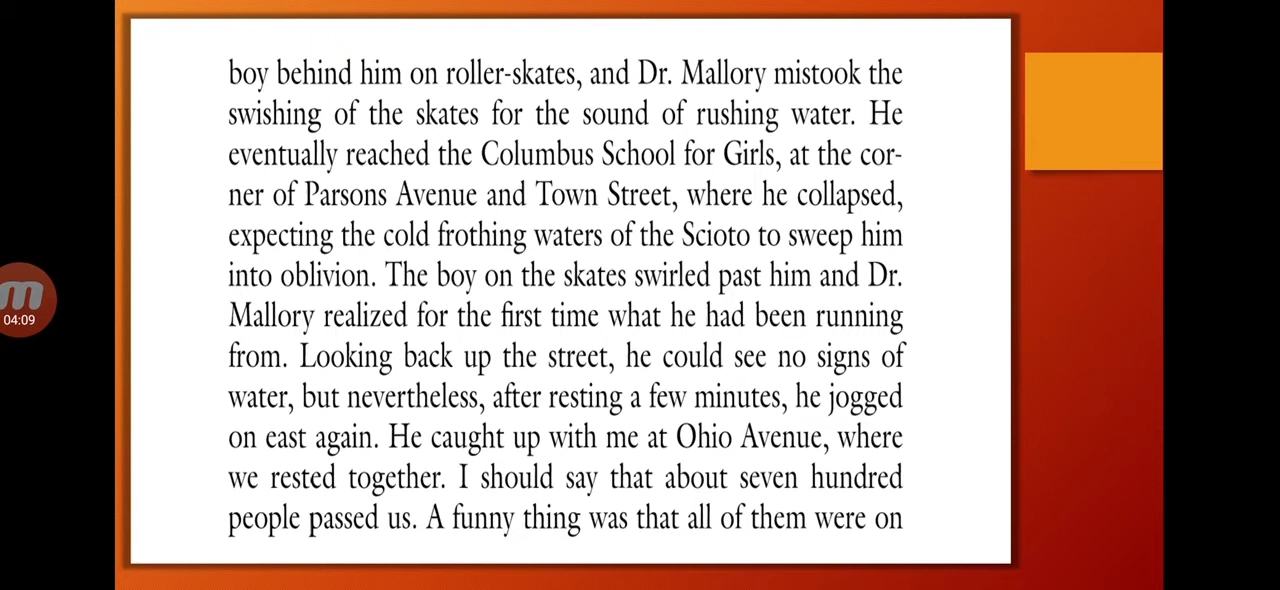 boy behind him on roller-skates, and Dr. Mallory mistook the
swishing of the skates for the sound of rushing water. He
eventually reached the Columbus School for Girls, at the cor-
ner of Parsons Avenue and Town Street, where he collapsed,
expecting the cold frothing waters of the Scioto to sweep him
into oblivion. The boy on the skates swirled past him and Dr.
Mallory realized for the first time what he had been running
from. Looking back up the street, he could see no signs of
water, but nevertheless, after resting a few minutes, he jogged
on east again. He caught up with me at Ohio Avenue, where
we rested together. I should say that about seven hundred
people passed us. A funny thing was that all of them were on
04:09